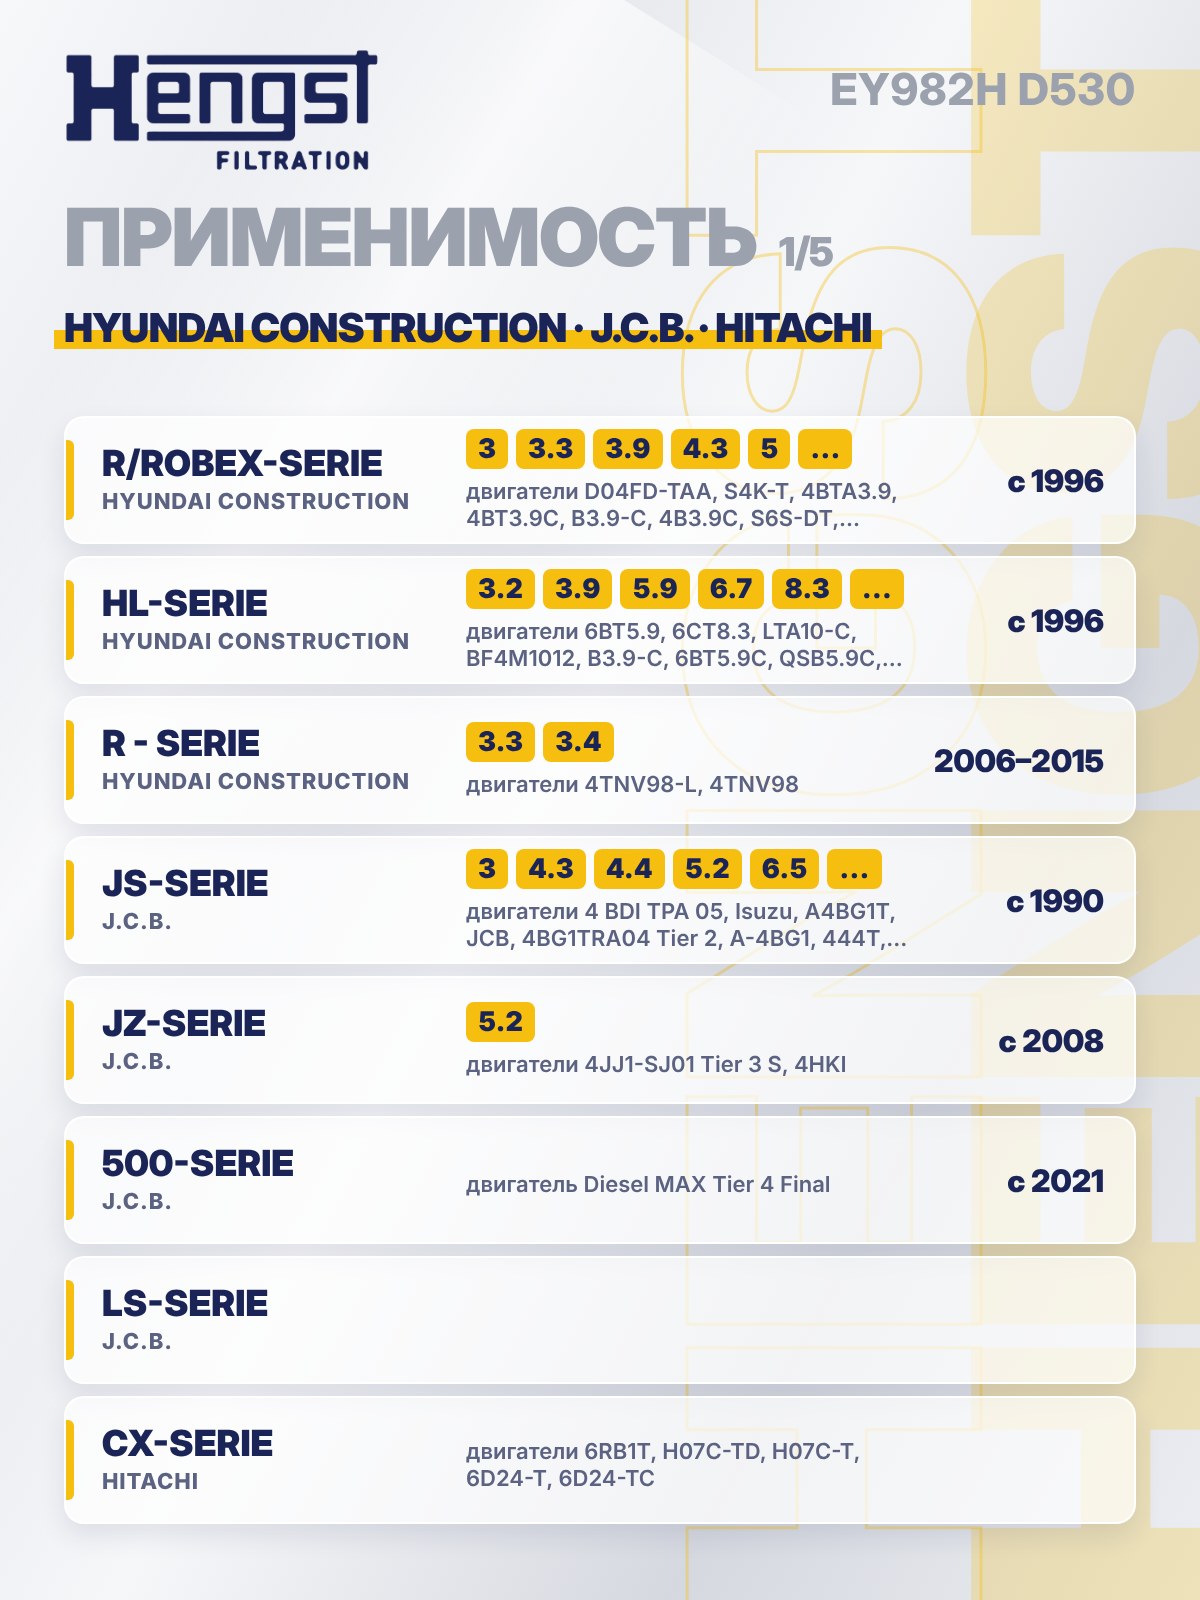 Hengst
FILTRATION
EY982H D530
ПРИМЕНИМОСТЬ 1/5
HYUNDAI CONSTRUCTION · J.C.B. · HITACHI
R/ROBEX-SERIE
HYUNDAI CONSTRUCTION
3 3.3 3.9 4.3 5 ...
двигатели D04FD-TAA, S4K-T, 4BTA3.9,
4BT3.9C, B3.9-C, 4B3.9C, S6S-DT,...
с 1996
HL-SERIE
HYUNDAI CONSTRUCTION
3.2 3.9 5.9 6.7 8.3 ...
двигатели 6BT5.9, 6CT8.3, LTA10-C,
BF4M1012, B3.9-C, 6BT5.9C, QSB5.9C,...
с 1996
R - SERIE
HYUNDAI CONSTRUCTION
3.3 3.4
двигатели 4TNV98-L, 4TNV98
2006–2015
JS-SERIE
J.C.B.
3 4.3 4.4 5.2 6.5 ...
двигатели 4 BDI TPA 05, Isuzu, A4BG1T,
JCB, 4BG1TRA04 Tier 2, A-4BG1, 444T,...
с 1990
JZ-SERIE
J.C.B.
5.2
двигатели 4JJ1-SJ01 Tier 3 S, 4HKI
с 2008
500-SERIE
J.C.B.
двигатель Diesel MAX Tier 4 Final
с 2021
LS-SERIE
J.C.B.
CX-SERIE
HITACHI
двигатели 6RB1T, H07C-TD, H07C-T,
6D24-T, 6D24-TC